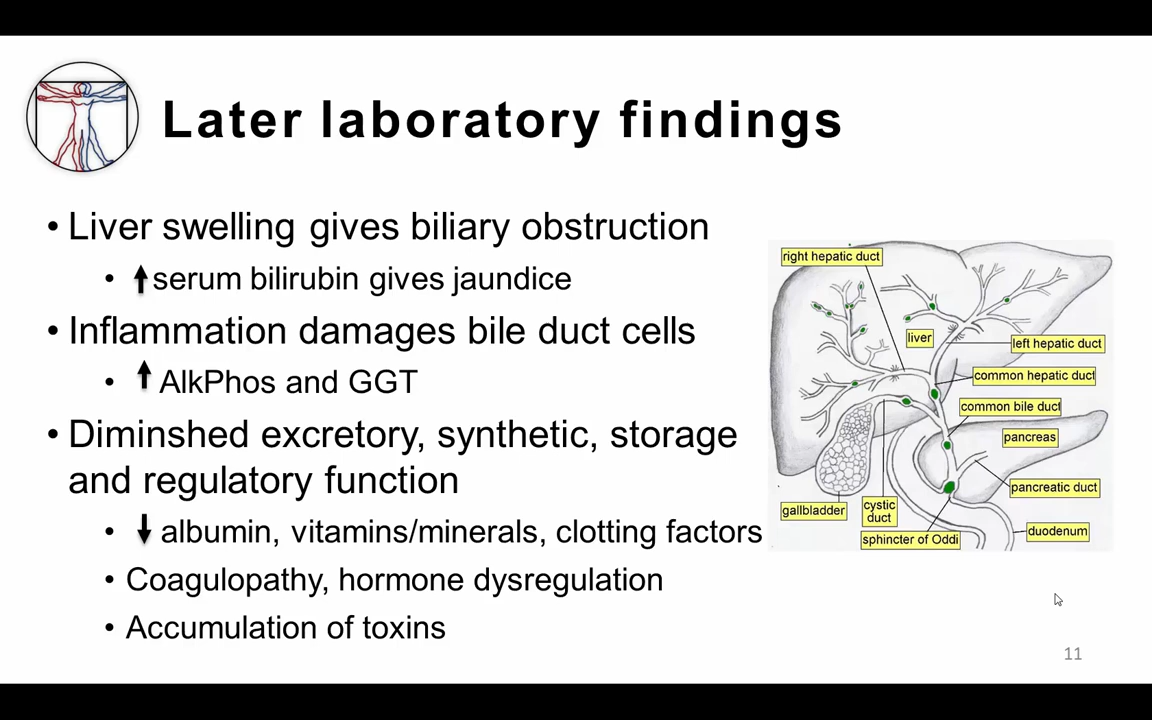 Later laboratory findings
• Liver swelling gives biliary obstruction
• ↑ serum bilirubin gives jaundice
• Inflammation damages bile duct cells
• ↑ AlkPhos and GGT
• Diminshed excretory, synthetic, storage
and regulatory function
• ↓ albumin, vitamins/minerals, clotting factors
• Coagulopathy, hormone dysregulation
• Accumulation of toxins
right hepatic duct
liver
left hepatic duct
common hepatic duct
common bile duct
pancreas
pancreatic duct
gallbladder
cystic
duct
sphincter of Oddi
duodenum
11